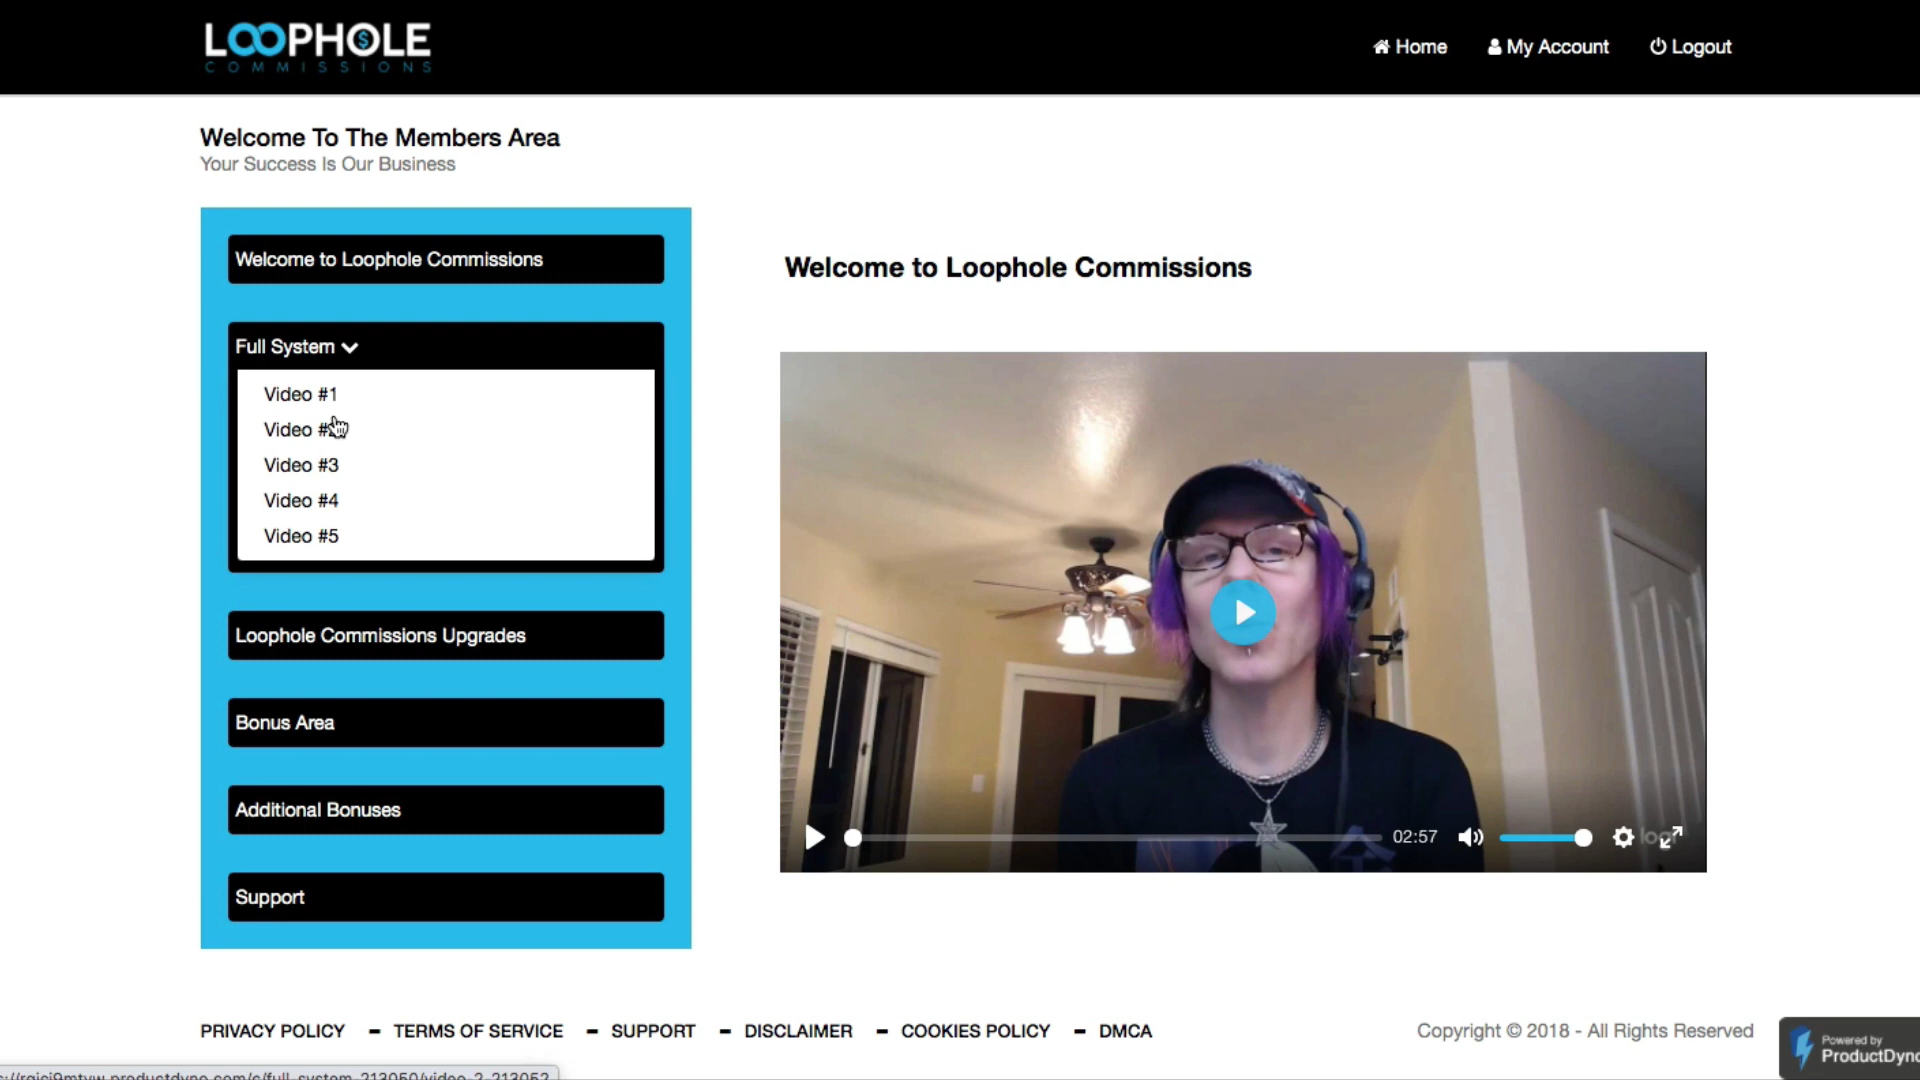 LOOPHOLE
COMMISSIONS
Home
My Account
Logout
Welcome To The Members Area
Your Success Is Our Business
Welcome to Loophole Commissions
Full System
Video #1
Video
Video #3
Video #4
Video #5
Loophole Commissions Upgrades
Bonus Area
Additional Bonuses
Support
Welcome to Loophole Commissions
02:57
PRIVACY POLICY - TERMS OF SERVICE - SUPPORT - DISCLAIMER - COOKIES POLICY - DMCA
Copyright © 2018 - All Rights Reserved
Powered by
ProductDyno